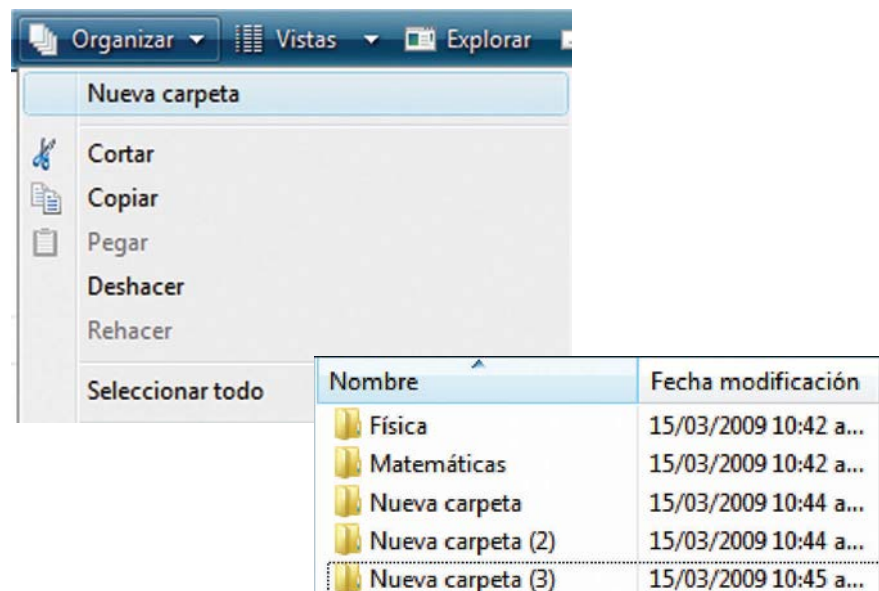 Organizar Vistas Explorar
Nueva carpeta
Cortar
Copiar
Pegar
Deshacer
Rehacer
Seleccionar todo
Nombre Fecha modificación
Física 15/03/2009 10:42 a...
Matemáticas 15/03/2009 10:42 a...
Nueva carpeta 15/03/2009 10:44 a...
Nueva carpeta (2) 15/03/2009 10:44 a...
Nueva carpeta (3) 15/03/2009 10:45 a...